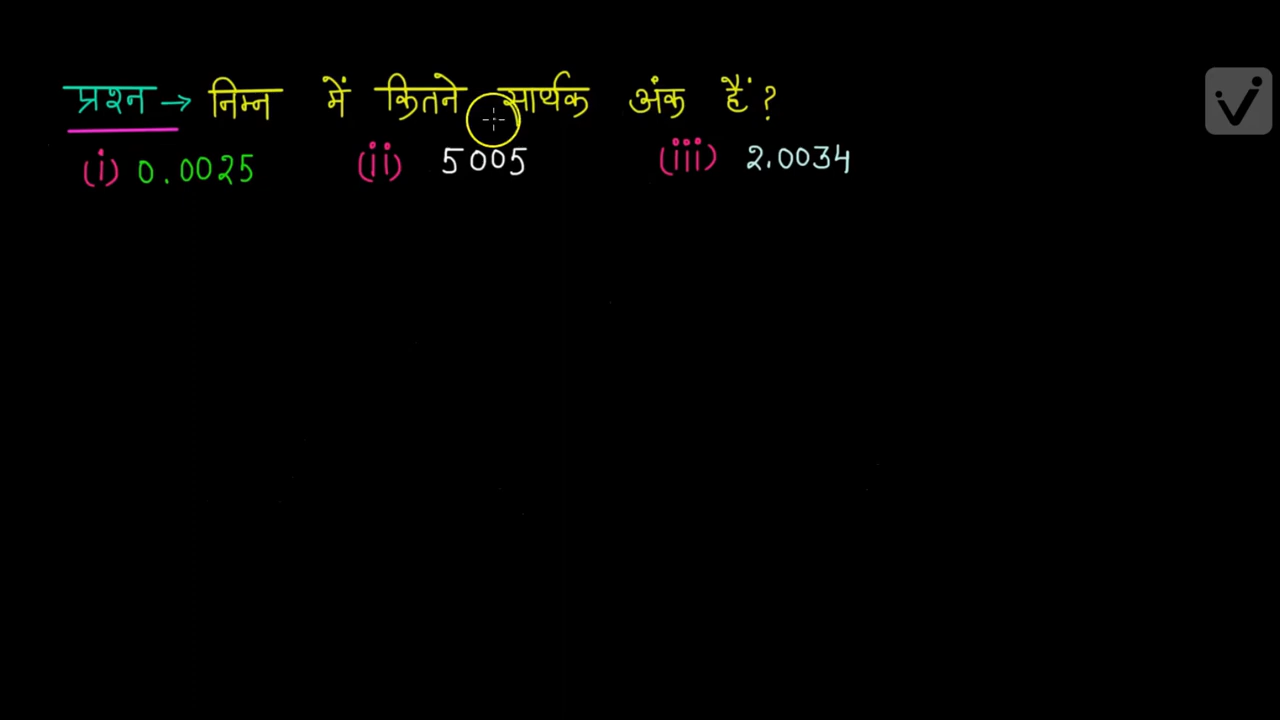 प्रश्न → निम्न में कितने सार्थक अंक हैं ?
(i) 0.0025 (ii) 5005 (iii) 2.0034